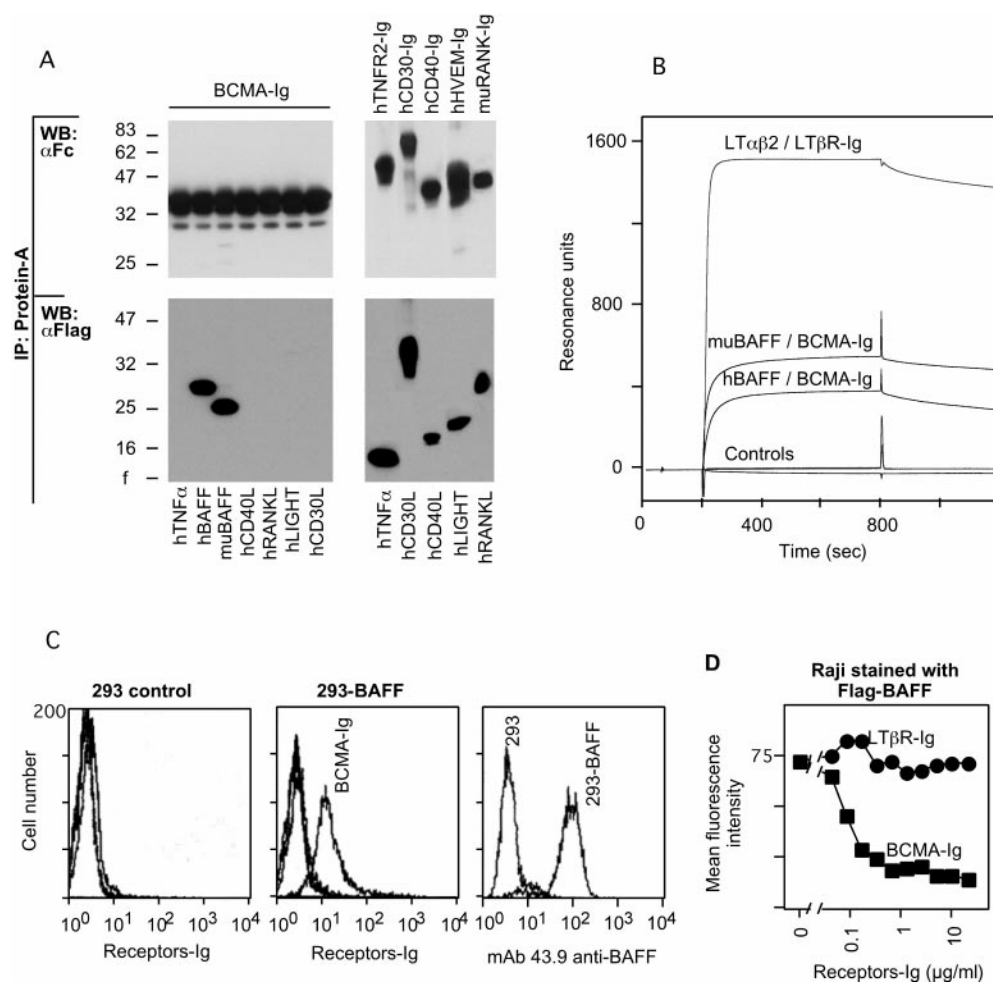 A
BCMA-Ig
hTNFR2-Ig
hCD30-Ig
hCD40-Ig
hHVEM-Ig
muRANK-Ig
IP: Protein-A
WB:
αFc
83
62
47
32
25
WB:
αFlag
47
32
25
16
f
hTNFα
hBAFF
muBAFF
hCD40L
hRANKL
hLIGHT
hCD30L
hTNFα
hCD30L
hCD40L
hLIGHT
hRANKL
B
Resonance units
1600
800
0
LTαβ2 / LTβR-Ig
muBAFF / BCMA-Ig
hBAFF / BCMA-Ig
Controls
0 400 800
Time (sec)
C
293 control
200
Cell number
10⁰ 10¹ 10² 10³ 10⁴
Receptors-Ig
293-BAFF
BCMA-Ig
10⁰ 10¹ 10² 10³ 10⁴
Receptors-Ig
293
293-BAFF
10⁰ 10¹ 10² 10³ 10⁴
mAb 43.9 anti-BAFF
D
Raji stained with
Flag-BAFF
75
Mean fluorescence
intensity
LTβR-Ig
BCMA-Ig
0 0.1 1 10
Receptors-Ig (μg/ml)